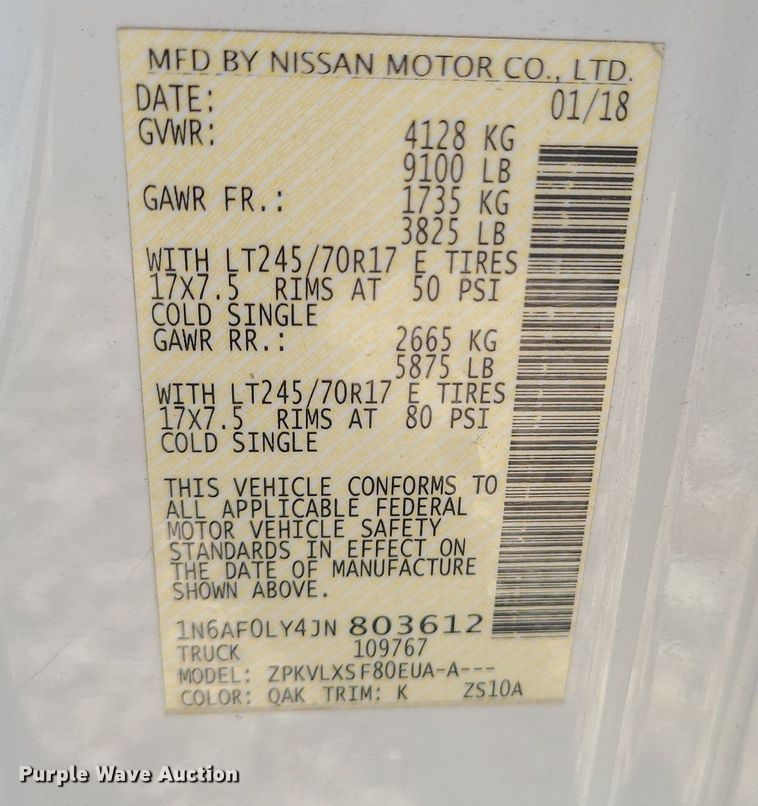 MFD BY NISSAN MOTOR CO., LTD.
DATE: 01/18
GVWR: 4128 KG
9100 LB
GAWR FR.: 1735 KG
3825 LB
WITH LT245/70R17 E TIRES
17X7.5 RIMS AT 50 PSI
COLD SINGLE
GAWR RR.: 2665 KG
5875 LB
WITH LT245/70R17 E TIRES
17X7.5 RIMS AT 80 PSI
COLD SINGLE
THIS VEHICLE CONFORMS TO
ALL APPLICABLE FEDERAL
MOTOR VEHICLE SAFETY
STANDARDS IN EFFECT ON
THE DATE OF MANUFACTURE
SHOWN ABOVE.
1N6AF0LY4JN 803612
TRUCK 109767
MODEL: ZPKVLXSF80EUA-A---
COLOR: QAK TRIM: K ZS10A
Purple Wave Auction